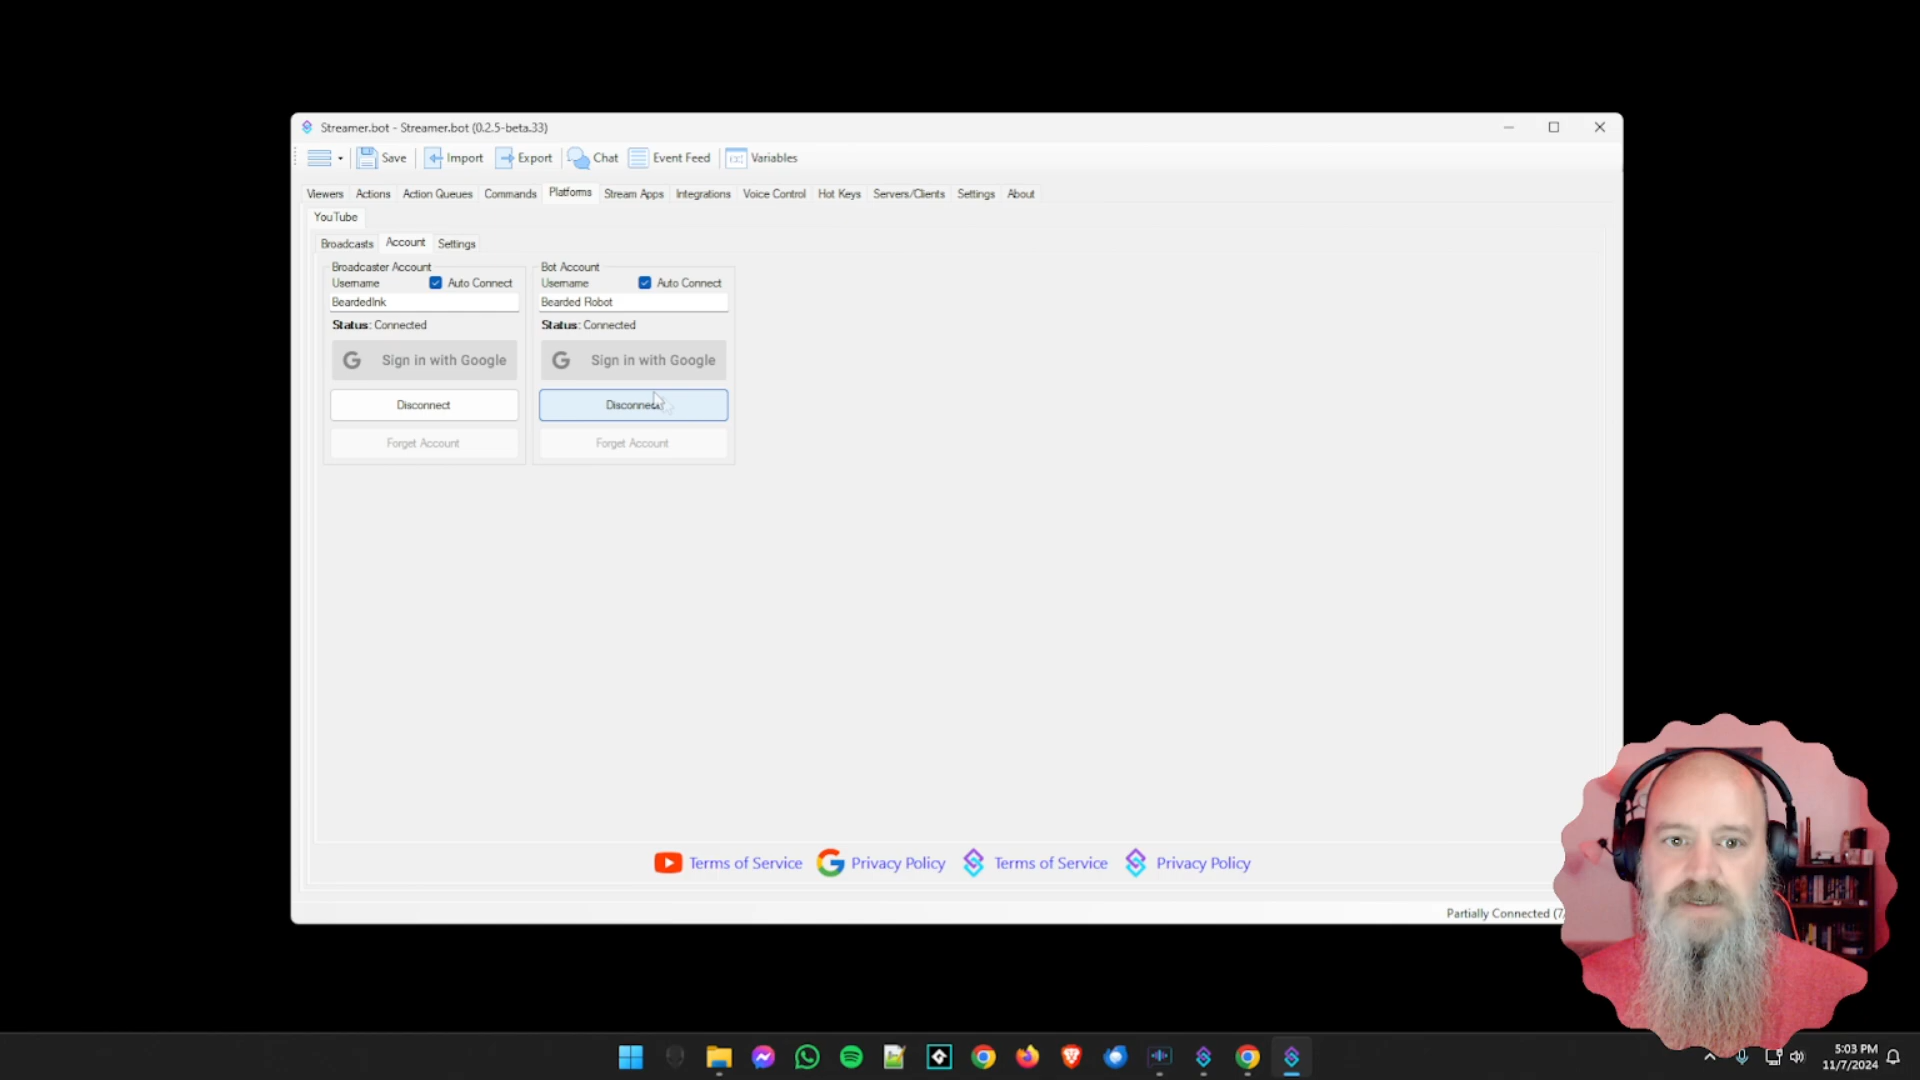 Streamer.bot - Streamer.bot (0.2.5-beta.33)
Save Import Export Chat Event Feed Variables
Viewers Actions Action Queues Commands Platforms Stream Apps Integrations Voice Control Hot Keys Servers/Clients Settings About
YouTube
Broadcasts Account Settings
Broadcaster Account Bot Account
Username Auto Connect Username Auto Connect
BeardedInk Bearded Robot
Status: Connected Status: Connected
Sign in with Google Sign in with Google
Disconnect Disconnect
Forget Account Forget Account
Terms of Service Privacy Policy Terms of Service Privacy Policy
Partially Connected (7/
5:03 PM
11/7/2024